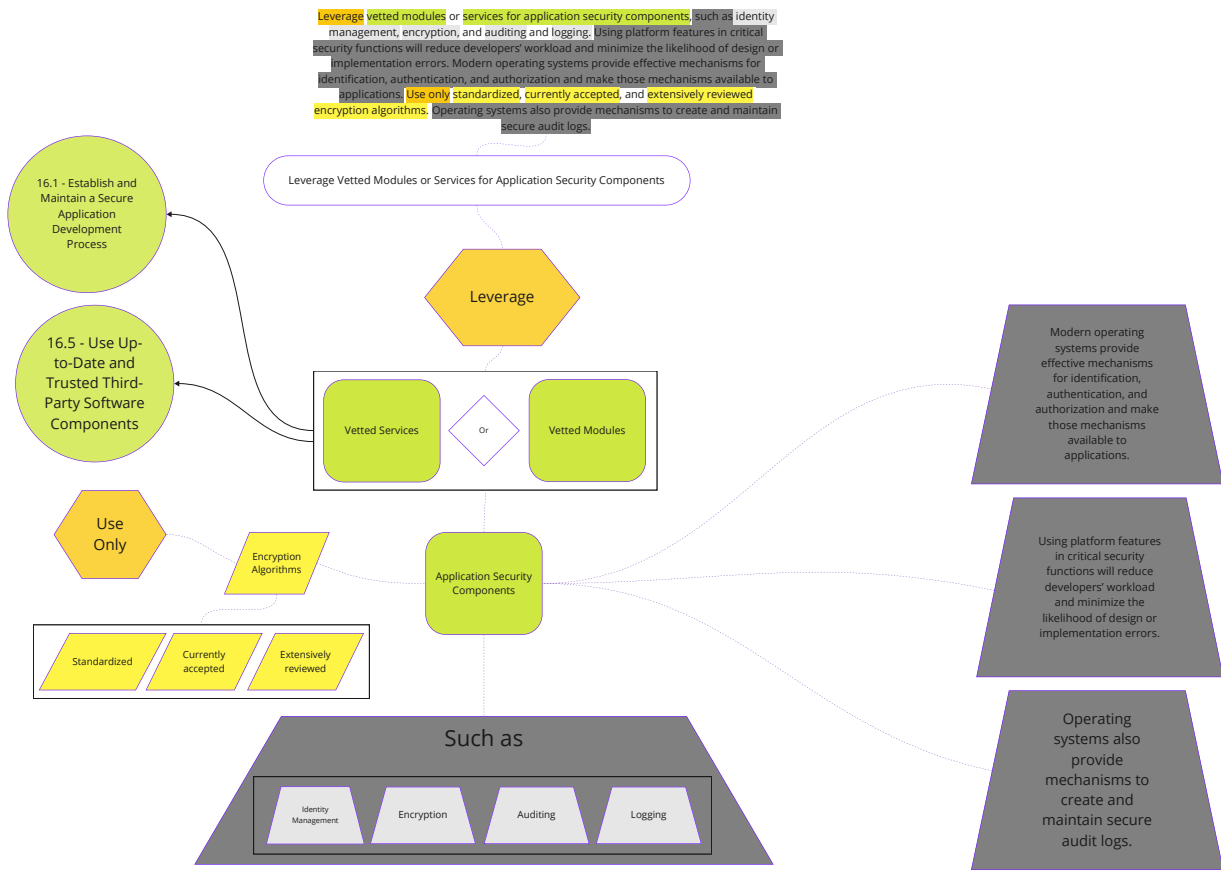 Leverage vetted modules or services for application security components, such as identity
management, encryption, and auditing and logging. Using platform features in critical
security functions will reduce developers’ workload and minimize the likelihood of design or
implementation errors. Modern operating systems provide effective mechanisms for
identification, authentication, and authorization and make those mechanisms available to
applications. Use only standardized, currently accepted, and extensively reviewed
encryption algorithms. Operating systems also provide mechanisms to create and maintain
secure audit logs.
Leverage Vetted Modules or Services for Application Security Components
16.1 - Establish and
Maintain a Secure
Application
Development
Process
Leverage
16.5 - Use Up-
to-Date and
Trusted Third-
Party Software
Components
Vetted Services
Or
Vetted Modules
Modern operating
systems provide
effective mechanisms
for identification,
authentication, and
authorization and make
those mechanisms
available to
applications.
Use
Only
Encryption
Algorithms
Application Security
Components
Using platform features
in critical security
functions will reduce
developers’ workload
and minimize the
likelihood of design or
implementation errors.
Standardized
Currently
accepted
Extensively
reviewed
Such as
Identity
Management
Encryption
Auditing
Logging
Operating
systems also
provide
mechanisms to
create and
maintain secure
audit logs.